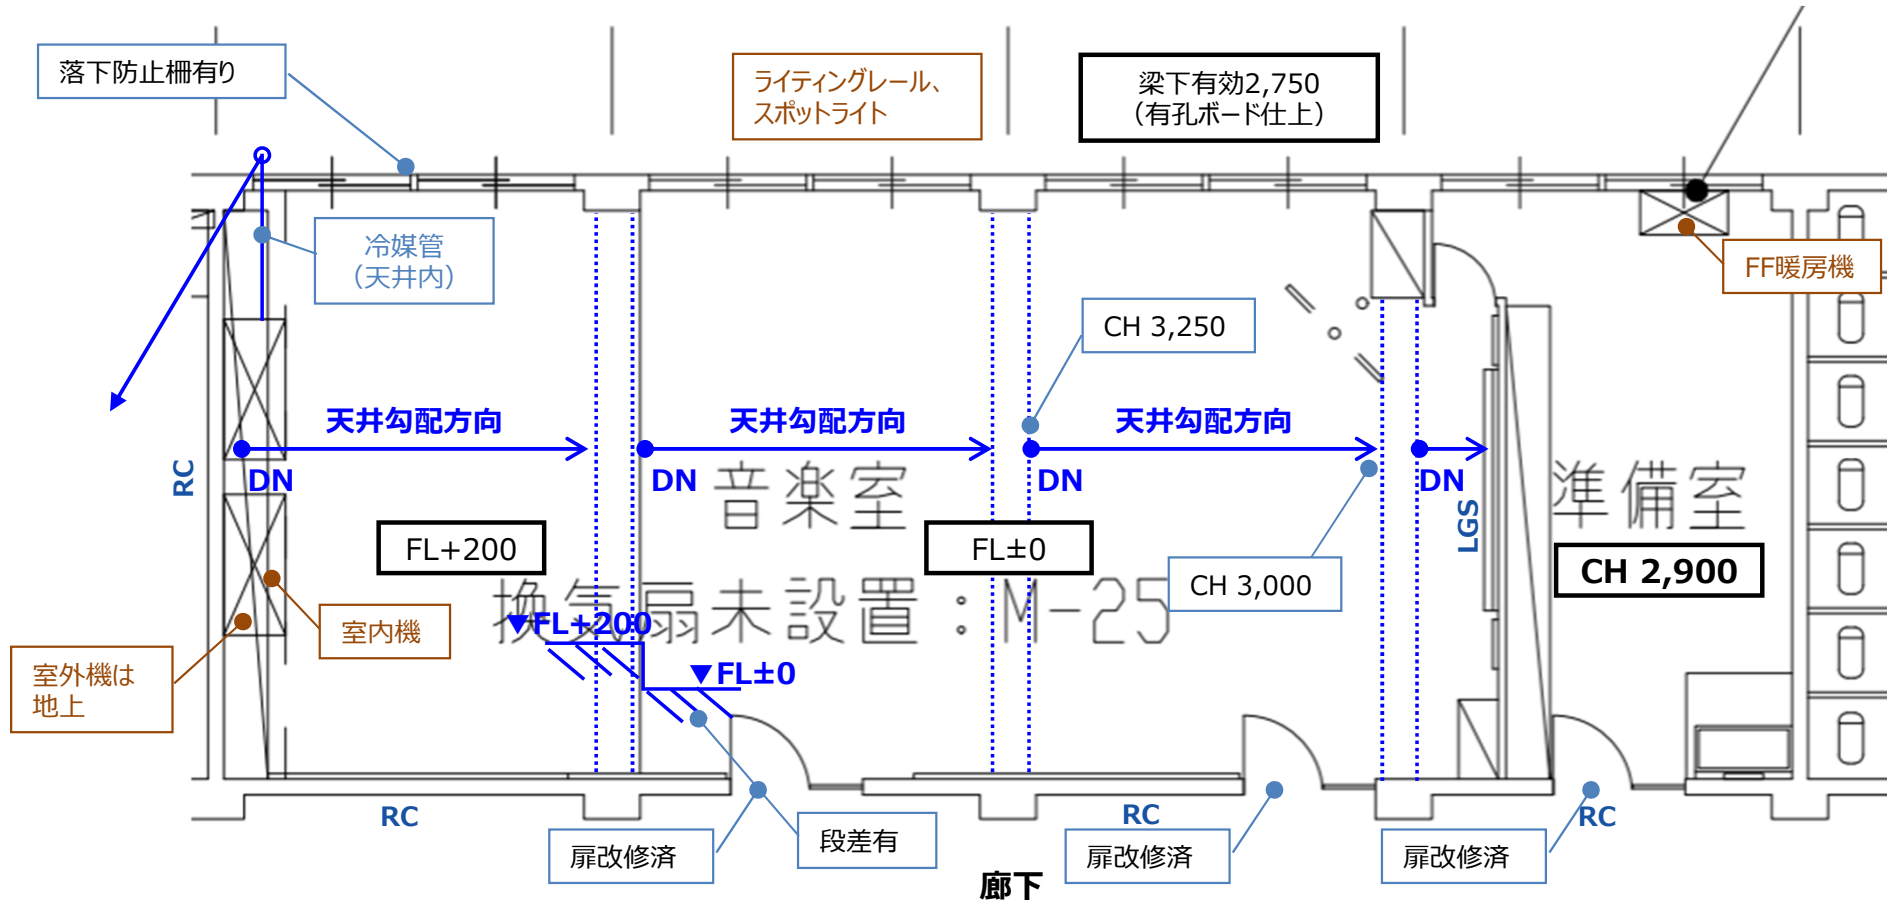 落下防止柵有り
ライティングレール、
スポットライト
梁下有効2,750
（有孔ボード仕上）
冷媒管
（天井内）
FF暖房機
CH 3,250
天井勾配方向
天井勾配方向
天井勾配方向
DN
DN
DN
DN
RC
音楽室
LGS
準備室
FL+200
FL±0
CH 3,000
CH 2,900
換気扇未設置：M-25
▼FL+200
室内機
室外機は
地上
▼FL±0
RC
RC
RC
扉改修済
段差有
扉改修済
扉改修済
廊下